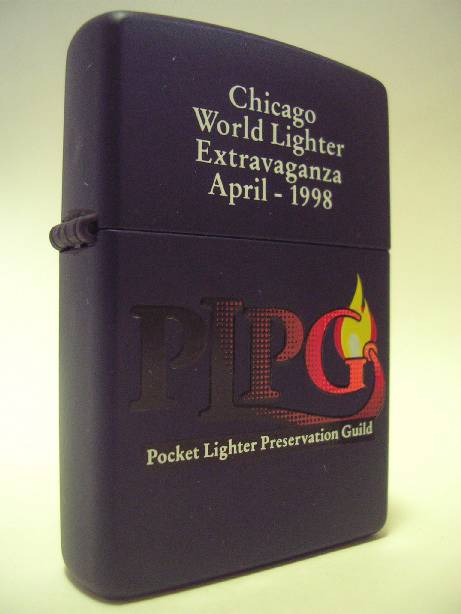 Chicago
World Lighter
Extravaganza
April - 1998
PLPG
Pocket Lighter Preservation Guild